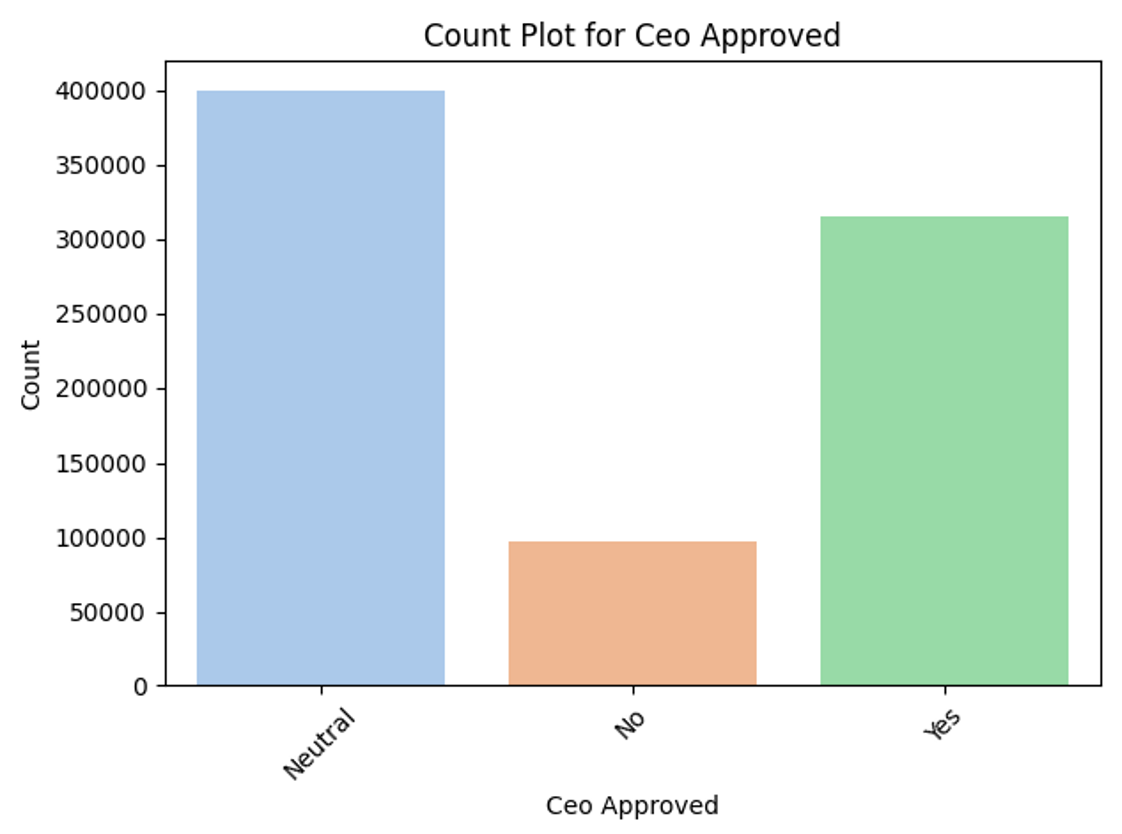 Count Plot for Ceo Approved
400000
350000
300000
250000
200000
150000
100000
50000
0
Count
Neutral
No
Yes
Ceo Approved